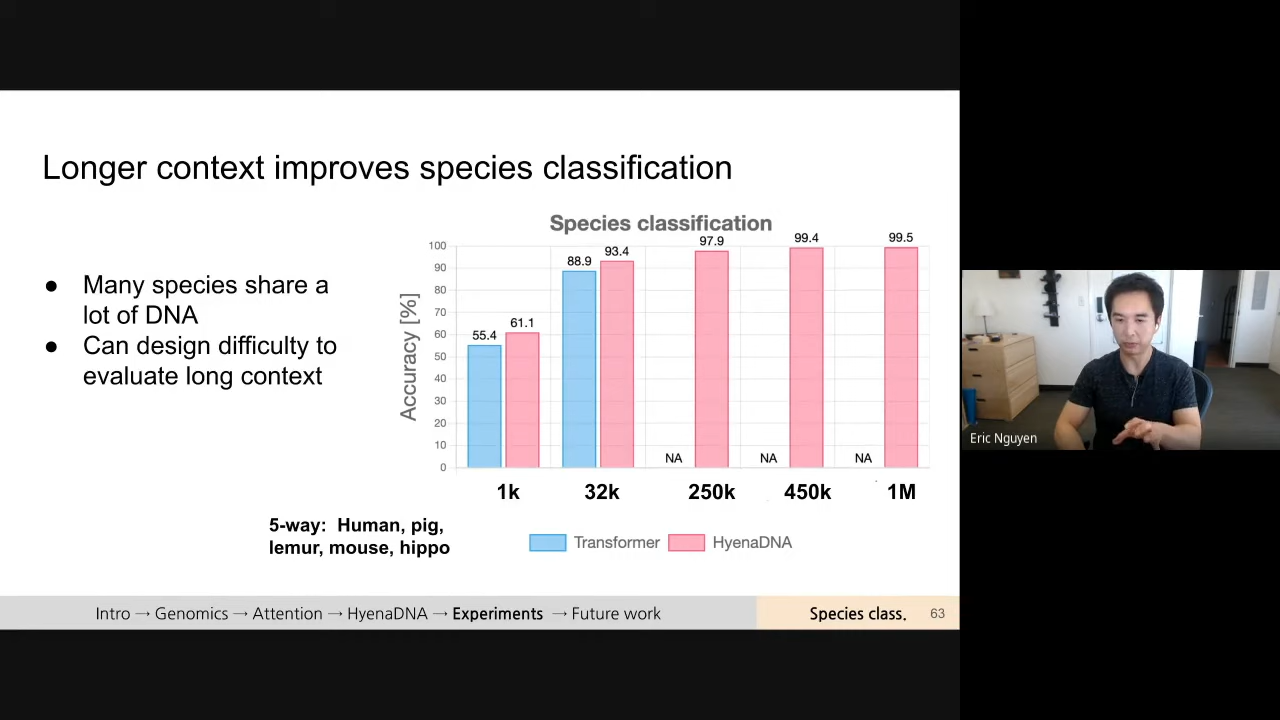 Longer context improves species classification
● Many species share a
lot of DNA
● Can design difficulty to
evaluate long context
Species classification
Accuracy [%]
100
90
80
70
60
50
40
30
20
10
0
55.4
61.1
88.9
93.4
97.9
99.4
99.5
NA
NA
NA
1k
32k
250k
450k
1M
Transformer
HyenaDNA
5-way: Human, pig,
lemur, mouse, hippo
Intro → Genomics → Attention → HyenaDNA → Experiments → Future work
Species class.
63
Eric Nguyen